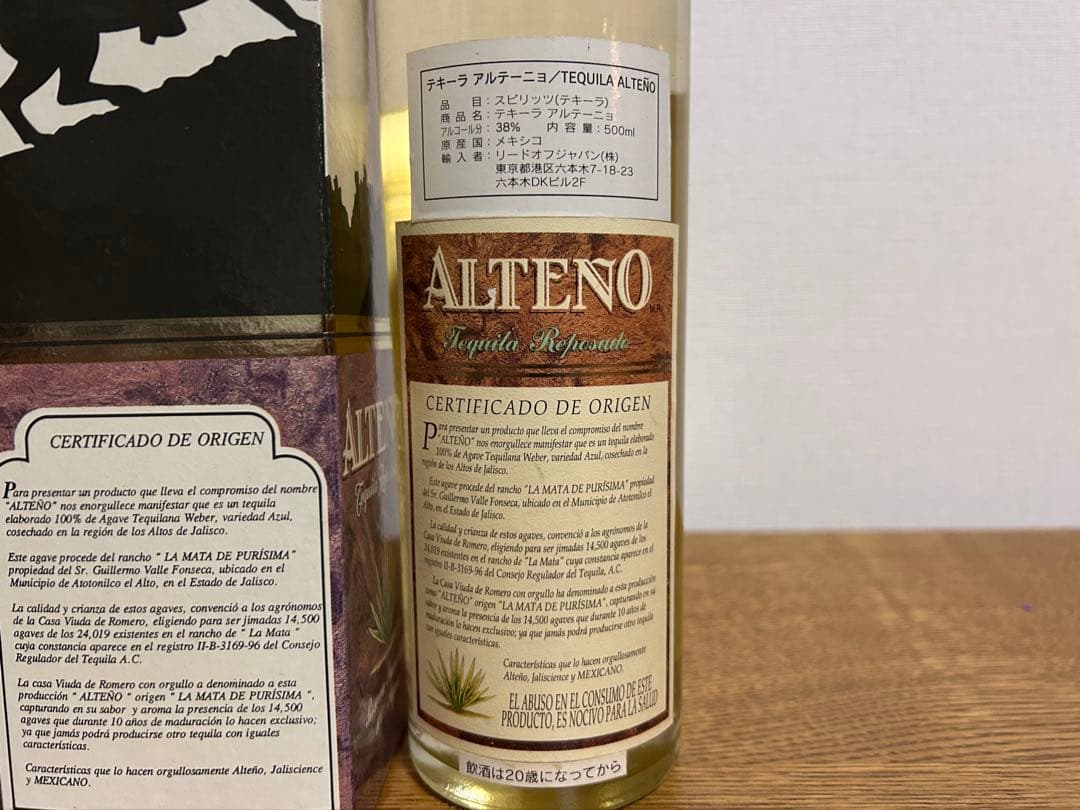 CERTIFICADO DE ORIGEN
Para presentar un producto que lleva el compromiso del nombre
"ALTEÑO" nos enorgullece manifestar que es un tequila
elaborado 100% de Agave Tequilana Weber, variedad Azul,
cosechado en la región de los Altos de Jalisco.
Este agave procede del rancho " LA MATA DE PURÍSIMA"
propiedad del Sr. Guillermo Valle Fonseca, ubicado en el
Municipio de Atotonilco el Alto, en el Estado de Jalisco.
La calidad y crianza de estos agaves, convenció a los agrónomos
de la Casa Viuda de Romero, eligiendo para ser jimadas 14,500
agaves de los 24,019 existentes en el rancho de " La Mata "
cuya constancia aparece en el registro II-B-3169-96 del Consejo
Regulador del Tequila A.C.
La casa Viuda de Romero con orgullo a denominado a esta
producción " ALTEÑO " origen " LA MATA DE PURÍSIMA ",
capturando en su sabor y aroma la presencia de los 14,500
agaves que durante 10 años de maduración lo hacen exclusivo;
ya que jamás podrá producirse otro tequila con iguales
características.
Caracteristicas que lo hacen orgullosamente Alteño, Jaliscience
y MEXICANO.
テキーラ アルテーニョ/TEQUILA ALTEÑO
品 目:スピリッツ(テキーラ)
商品名:テキーラ アルテーニョ
アルコール分:38% 内容量:500ml
原産国:メキシコ
輸入者:リードオフジャパン(株)
東京都港区六本木7-18-23
六本木DKビル2F
ALTEÑO
Tequila Reposado
CERTIFICADO DE ORIGEN
Para presentar un producto que lleva el compromiso del nombre
"ALTEÑO" nos enorgullece manifestar que es un tequila elaborado
100% de Agave Tequilana Weber, variedad Azul, cosechado en la
región de los Altos de Jalisco.
Este agave procede del rancho "LA MATA DE PURÍSIMA" propiedad
del Sr. Guillermo Valle Fonseca, ubicado en el Municipio de Atotonilco el
Alto, en el Estado de Jalisco.
La calidad y crianza de estos agaves, convenció a los agrónomos de la
Casa Viuda de Romero, eligiendo para ser jimadas 14,500 agaves de los
24,019 existentes en el rancho de "La Mata" cuya constancia aparece en el
registro II-B-3169-96 del Consejo Regulador del Tequila, A.C.
La Casa Viuda de Romero con orgullo ha denominado a esta producción
como "ALTEÑO" origen "LA MATA DE PURÍSIMA", capturando en su
sabor y aroma la presencia de los 14,500 agaves que durante 10 años de
maduración lo hacen exclusivo; ya que jamás podrá producirse otro tequila
con iguales características.
Características que lo hacen orgullosamente
Alteño, Jalisciense y MEXICANO.
EL ABUSO EN EL CONSUMO DE ESTE
PRODUCTO, ES NOCIVO PARA LA SALUD
飲酒は20歳になってから